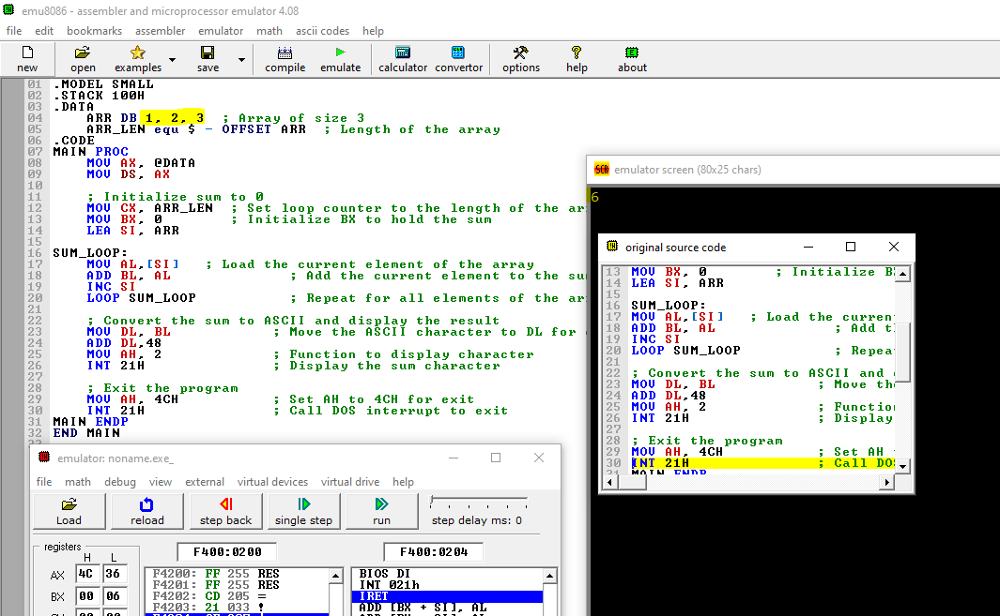 emu8086 - assembler and microprocessor emulator 4.08
file edit bookmarks assembler emulator math ascii codes help
new open examples save compile emulate calculator convertor options help about
01 .MODEL SMALL
02 .STACK 100H
03 .DATA
04 ARR DB 1, 2, 3 ; Array of size 3
05 ARR_LEN equ $ - OFFSET ARR ; Length of the array
06 .CODE
07 MAIN PROC
08 MOV AX, @DATA
09 MOV DS, AX
10
11 ; Initialize sum to 0
12 MOV CX, ARR_LEN ; Set loop counter to the length of the
13 MOV BX, 0 ; Initialize BX to hold the sum
14 LEA SI, ARR
15
16 SUM_LOOP:
17 MOV AL,[SI] ; Load the current element of the array
18 ADD BL, AL ; Add the current element to the
19 INC SI
20 LOOP SUM_LOOP ; Repeat for all elements of the
21
22 ; Convert the sum to ASCII and display the result
23 MOV DL, BL ; Move the ASCII character to DL for
24 ADD DL,48
25 MOV AH, 2 ; Function to display character
26 INT 21H ; Display the sum character
27
28 ; Exit the program
29 MOV AH, 4CH ; Set AH to 4CH for exit
30 INT 21H ; Call DOS interrupt to exit
31 MAIN ENDP
32 END MAIN
emulator screen (80x25 chars)
6
original source code
13 MOV BX, 0 ; Initialize
14 LEA SI, ARR
15
16 SUM_LOOP:
17 MOV AL,[SI] ; Load the curren
18 ADD BL, AL ; Add
19 INC SI
20 LOOP SUM_LOOP ; Repea
21
22 ; Convert the sum to ASCII and
23 MOV DL, BL ; Move
24 ADD DL,48
25 MOV AH, 2 ; Function
26 INT 21H ; Display
27
28 ; Exit the program
29 MOV AH, 4CH ; Set AH
30 INT 21H ; Call
MAIN ENDP
emulator: noname.exe_
file math debug view external virtual devices virtual drive help
Load reload step back single step run step delay ms: 0
registers
H L
AX 4C 36
BX 00 06
F400:0200
F4200: FF 255 RES
F4201: FF 255 RES
F4202: CD 205 =
F4203: 21 033 !
F400:0204
BIOS DI
INT 021h
IRET
ADD [BX + SI], AL